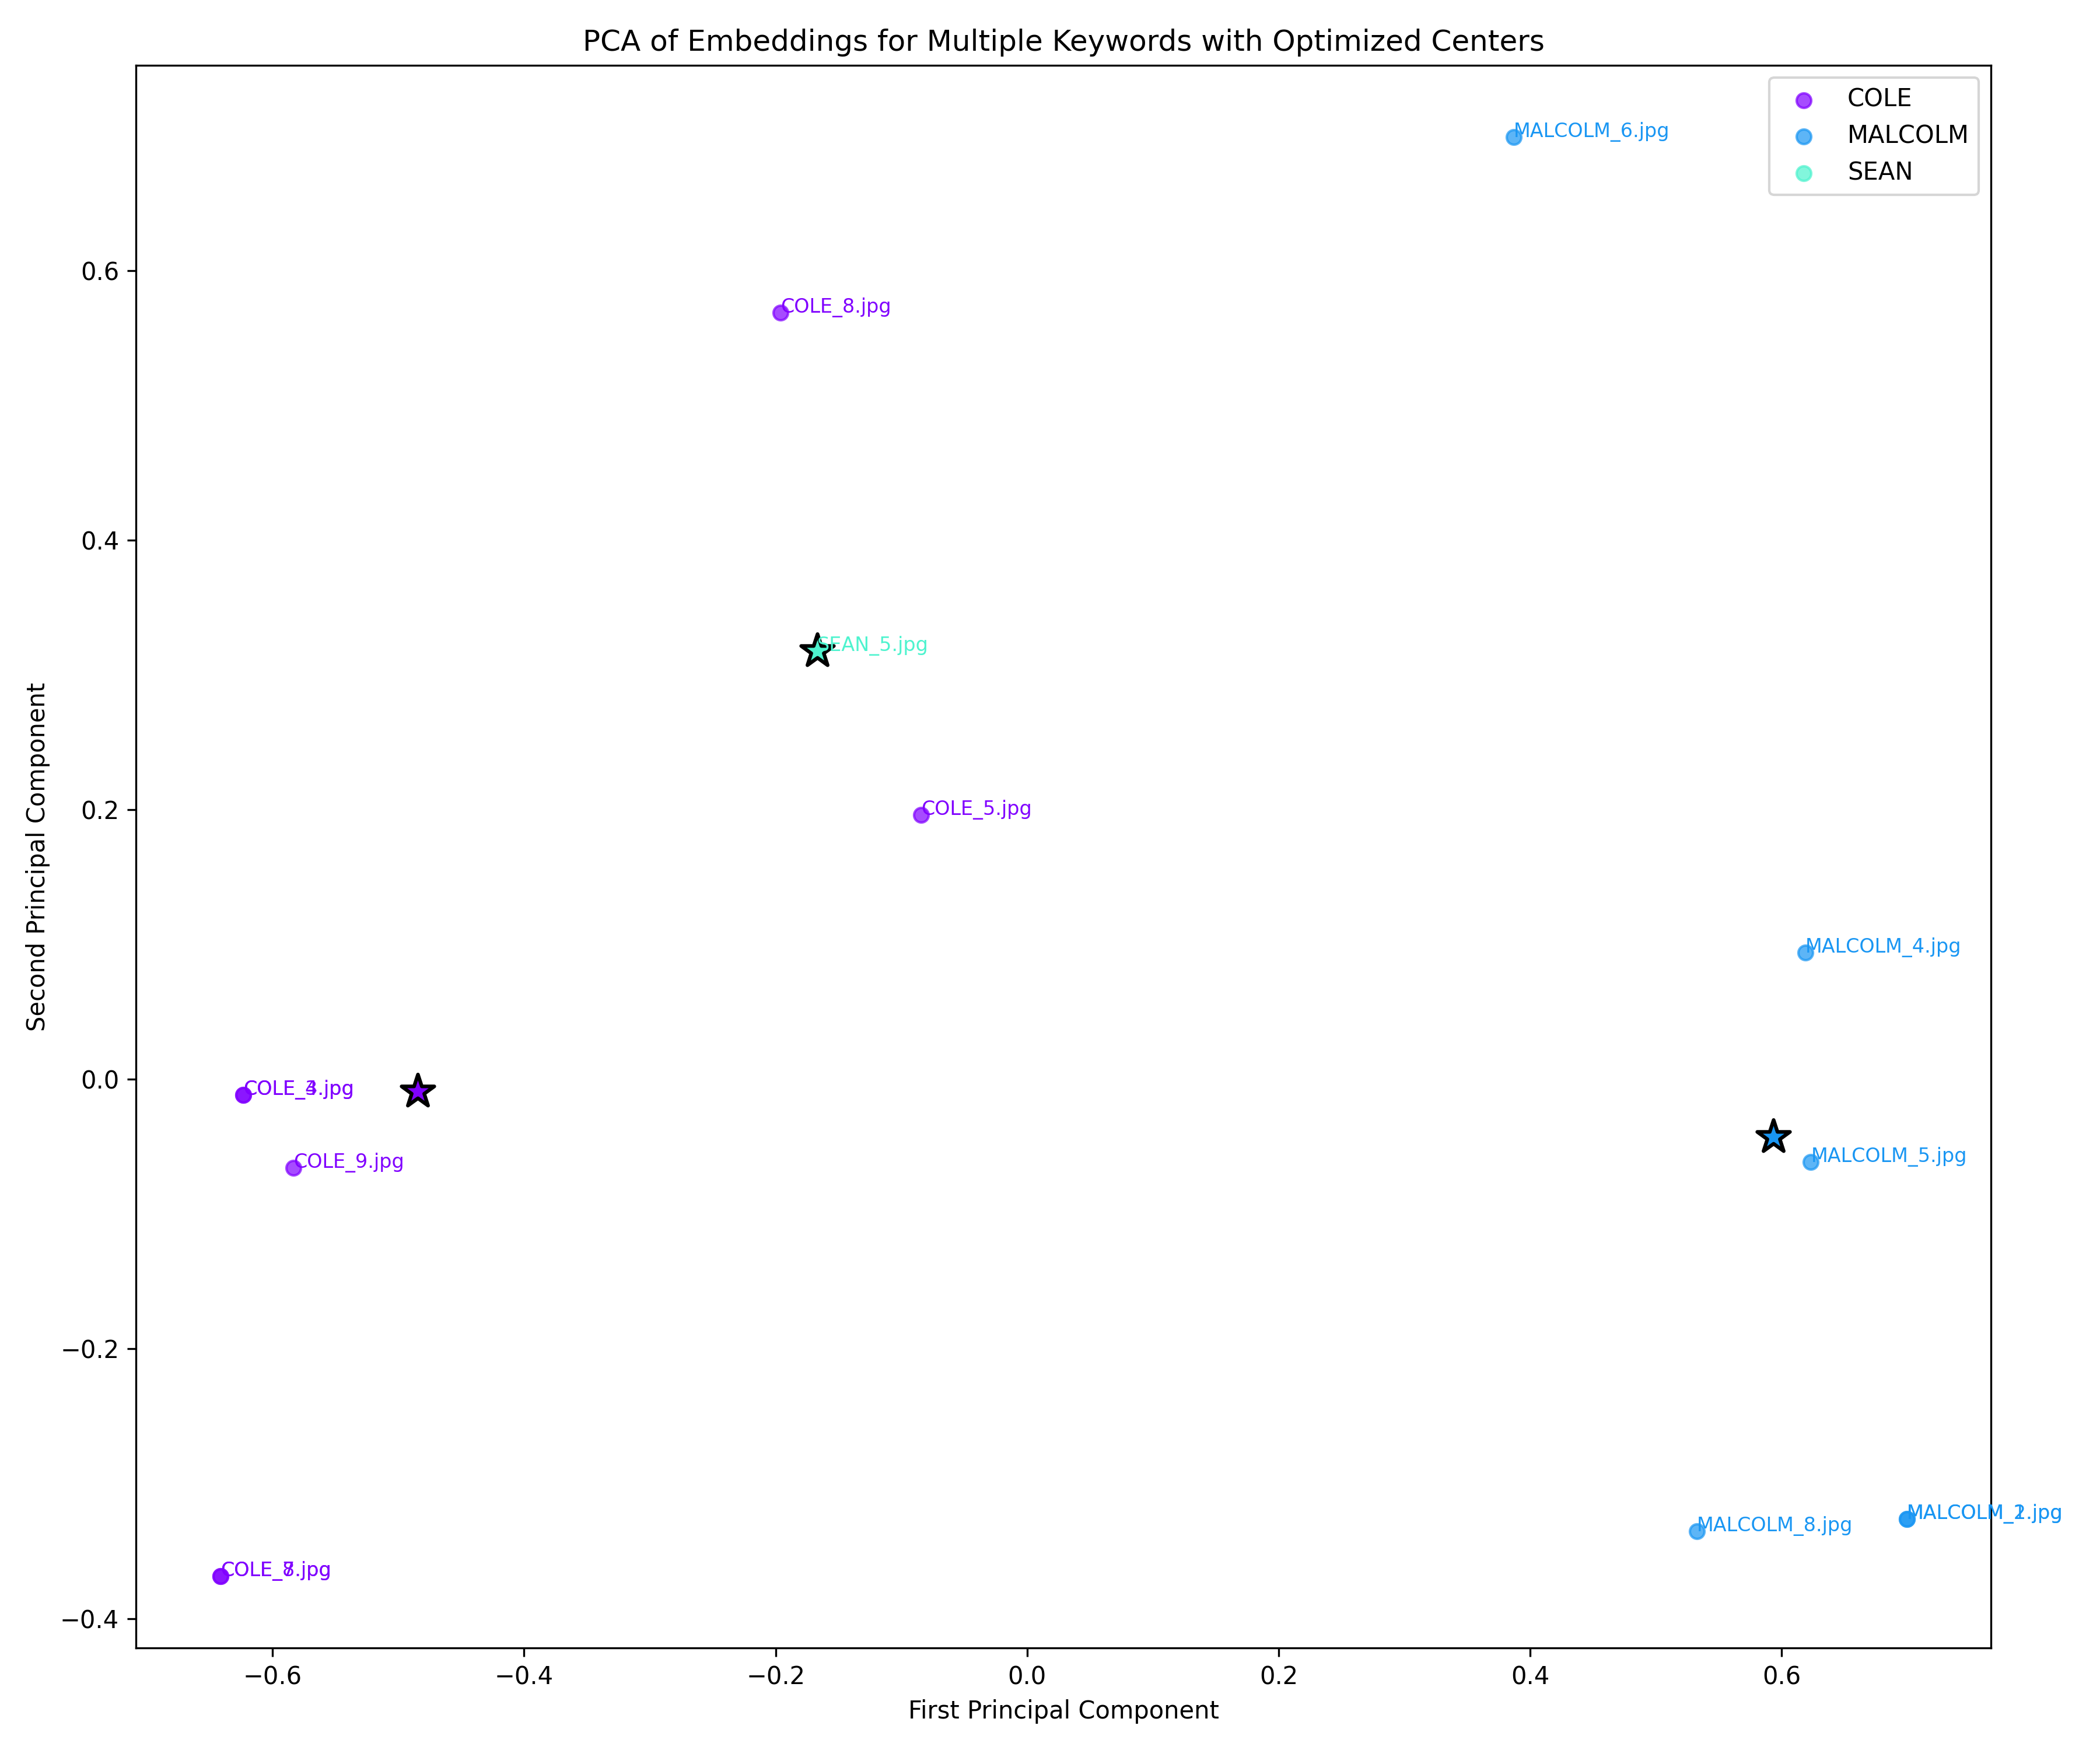 PCA of Embeddings for Multiple Keywords with Optimized Centers
COLE
MALCOLM
SEAN
MALCOLM_6.jpg
COLE_8.jpg
SEAN_5.jpg
COLE_5.jpg
MALCOLM_4.jpg
COLE_9.jpg
MALCOLM_5.jpg
MALCOLM_8.jpg
0.6
0.4
0.2
0.0
−0.2
−0.4
Second Principal Component
−0.6
−0.4
−0.2
0.0
0.2
0.4
0.6
First Principal Component